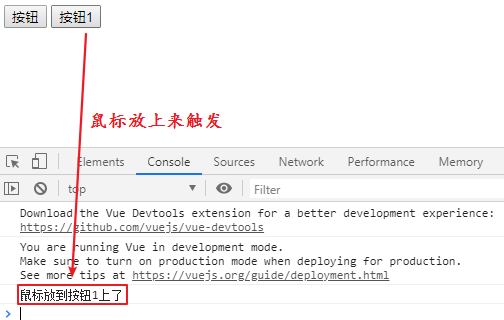 按钮 按钮1
鼠标放上来触发
Elements Console Sources Network Performance Memory
top Filter
Download the Vue Devtools extension for a better development experience:
https://github.com/vuejs/vue-devtools
You are running Vue in development mode.
Make sure to turn on production mode when deploying for production.
See more tips at https://vuejs.org/guide/deployment.html
鼠标放到按钮1上了